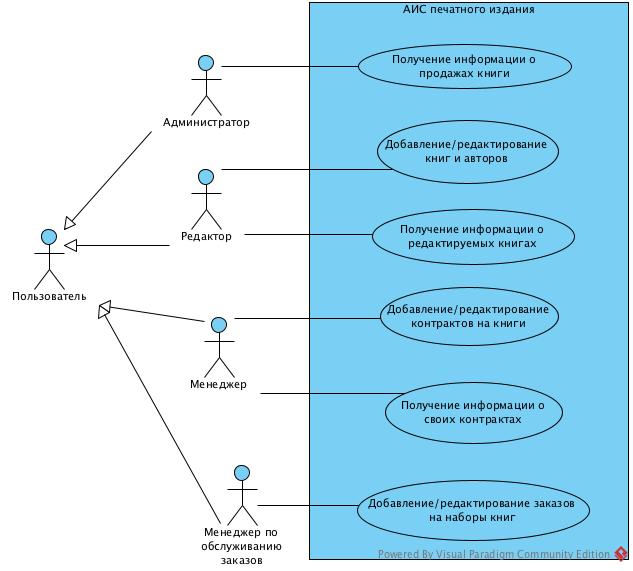 АИС печатного издания
Получение информации о
продажах книги
Администратор
Добавление/редактирование
книг и авторов
Редактор
Получение информации о
редактируемых книгах
Пользователь
Добавление/редактирование
контрактов на книги
Менеджер
Получение информации о
своих контрактах
Добавление/редактирование заказов
на наборы книг
Менеджер по
обслуживанию
заказов
Powered By Visual Paradigm Community Edition